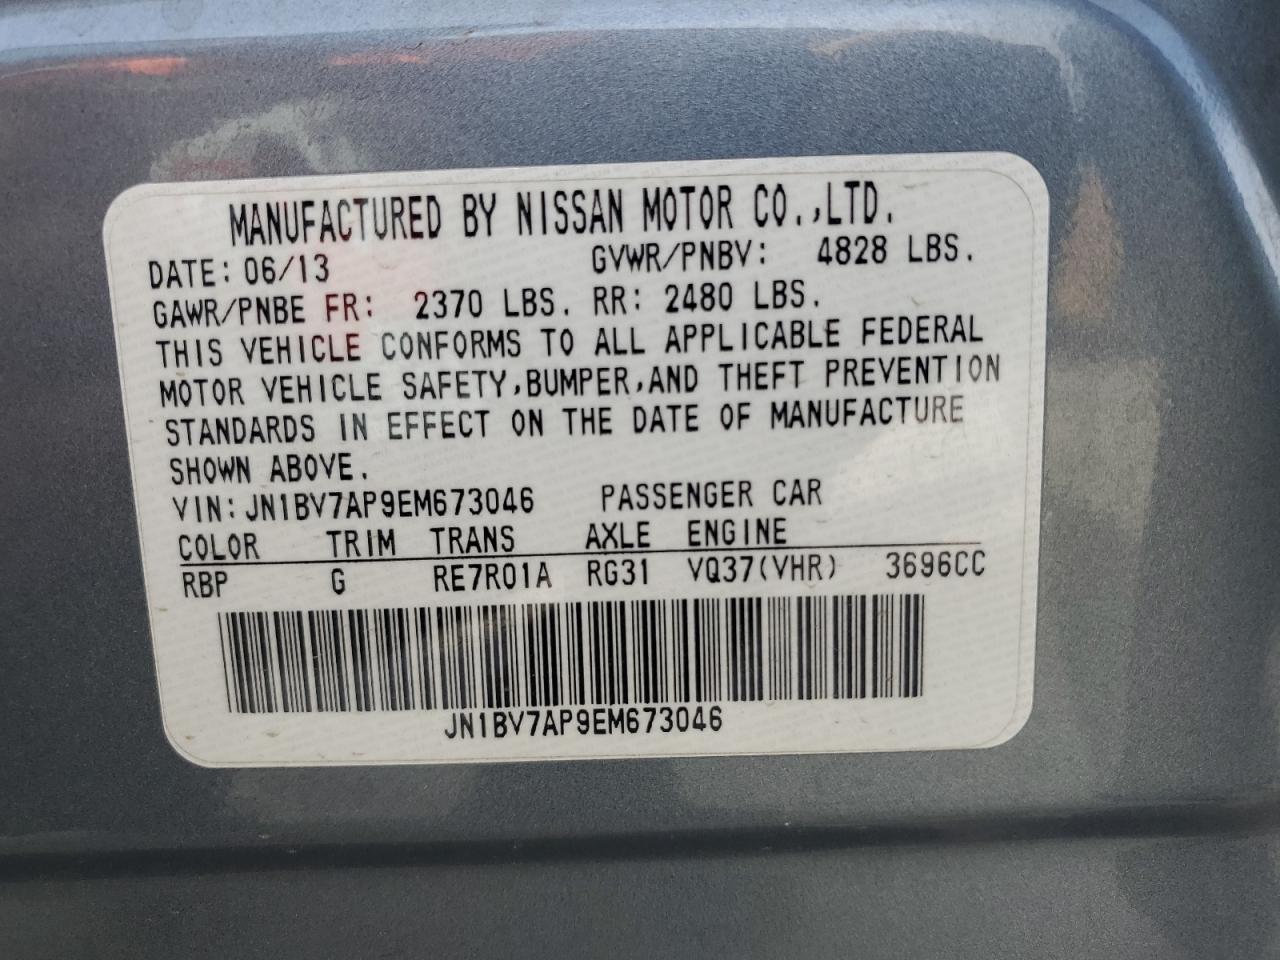 MANUFACTURED BY NISSAN MOTOR CO.,LTD.
DATE: 06/13 GVWR/PNBV: 4828 LBS.
GAWR/PNBE FR: 2370 LBS. RR: 2480 LBS.
THIS VEHICLE CONFORMS TO ALL APPLICABLE FEDERAL
MOTOR VEHICLE SAFETY,BUMPER,AND THEFT PREVENTION
STANDARDS IN EFFECT ON THE DATE OF MANUFACTURE
SHOWN ABOVE.
VIN: JN1BV7AP9EM673046 PASSENGER CAR
COLOR TRIM TRANS AXLE ENGINE
RBP G RE7R01A RG31 VQ37(VHR) 3696CC
JN1BV7AP9EM673046